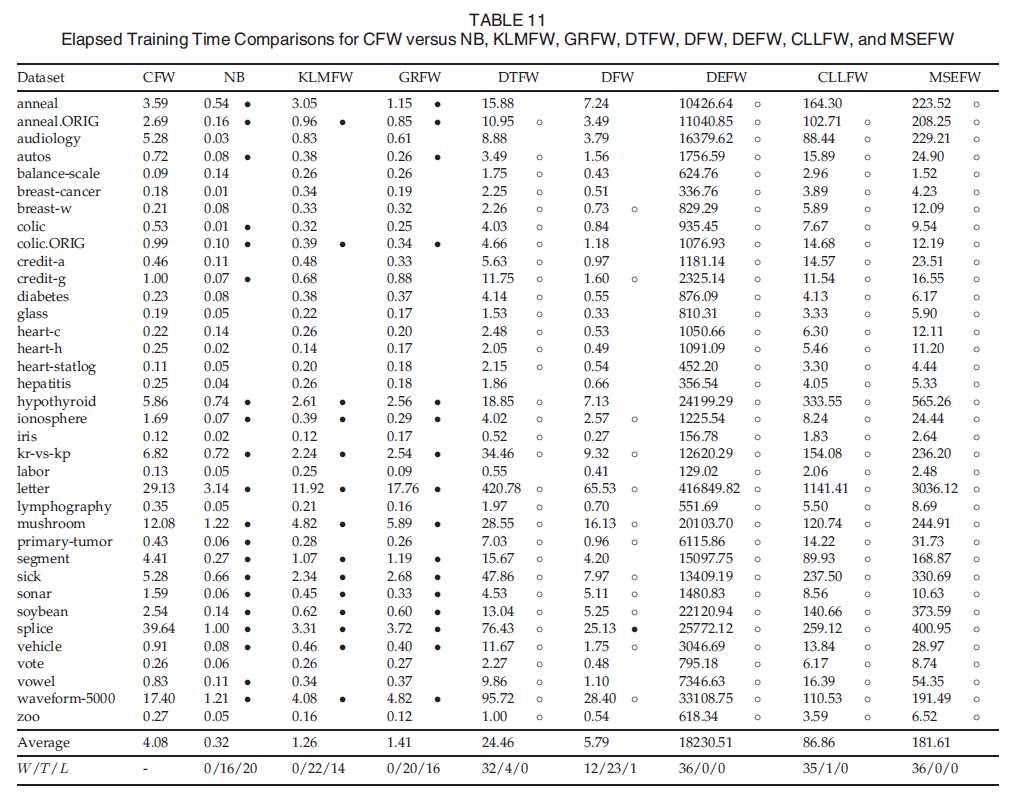 TABLE 11
Elapsed Training Time Comparisons for CFW versus NB, KLMFW, GRFW, DTFW, DFW, DEFW, CLLFW, and MSEFW
Dataset CFW NB KLMFW GRFW DTFW DFW DEFW CLLFW MSEFW
anneal 3.59 0.54 ● 3.05 1.15 ● 15.88 7.24 10426.64 ○ 164.30 223.52 ○
anneal.ORIG 2.69 0.16 ● 0.96 ● 0.85 ● 10.95 ○ 3.49 11040.85 ○ 102.71 ○ 208.25 ○
audiology 5.28 0.03 0.83 0.61 8.88 3.79 16379.62 ○ 88.44 ○ 229.21 ○
autos 0.72 0.08 ● 0.38 0.26 ● 3.49 ○ 1.56 1756.59 ○ 15.89 ○ 24.90 ○
balance-scale 0.09 0.14 0.26 0.26 1.75 ○ 0.43 624.76 ○ 2.96 ○ 1.52 ○
breast-cancer 0.18 0.01 0.34 0.19 2.25 ○ 0.51 336.76 ○ 3.89 ○ 4.23 ○
breast-w 0.21 0.08 0.33 0.32 2.26 ○ 0.73 ○ 829.29 ○ 5.89 ○ 12.09 ○
colic 0.53 0.01 ● 0.32 0.25 4.03 ○ 0.84 935.45 ○ 7.67 ○ 9.54 ○
colic.ORIG 0.99 0.10 ● 0.39 ● 0.34 ● 4.66 ○ 1.18 1076.93 ○ 14.68 ○ 12.19 ○
credit-a 0.46 0.11 0.48 0.33 5.63 ○ 0.97 1181.14 ○ 14.57 ○ 23.51 ○
credit-g 1.00 0.07 ● 0.68 0.88 11.75 ○ 1.60 ○ 2325.14 ○ 11.54 ○ 16.55 ○
diabetes 0.23 0.08 0.38 0.37 4.14 ○ 0.55 876.09 ○ 4.13 ○ 6.17 ○
glass 0.19 0.05 0.22 0.17 1.53 ○ 0.33 810.31 ○ 3.33 ○ 5.90 ○
heart-c 0.22 0.14 0.26 0.20 2.48 ○ 0.53 1050.66 ○ 6.30 ○ 12.11 ○
heart-h 0.25 0.02 0.14 0.17 2.05 ○ 0.49 1091.09 ○ 5.46 ○ 11.20 ○
heart-statlog 0.11 0.05 0.20 0.18 2.15 ○ 0.54 452.20 ○ 3.30 ○ 4.44 ○
hepatitis 0.25 0.04 0.26 0.18 1.86 0.66 356.54 ○ 4.05 ○ 5.33 ○
hypothyroid 5.86 0.74 ● 2.61 ● 2.56 ● 18.85 ○ 7.13 24199.29 ○ 333.55 ○ 565.26 ○
ionosphere 1.69 0.07 ● 0.39 ● 0.29 ● 4.02 ○ 2.57 ○ 1225.54 ○ 8.24 ○ 24.44 ○
iris 0.12 0.02 0.12 0.17 0.52 ○ 0.27 156.78 ○ 1.83 ○ 2.64 ○
kr-vs-kp 6.82 0.72 ● 2.24 ● 2.54 ● 34.46 ○ 9.32 ○ 12620.29 ○ 154.08 ○ 236.20 ○
labor 0.13 0.05 0.25 0.09 0.55 0.41 129.02 ○ 2.06 ○ 2.48 ○
letter 29.13 3.14 ● 11.92 ● 17.76 ● 420.78 ○ 65.53 ○ 416849.82 ○ 1141.41 ○ 3036.12 ○
lymphography 0.35 0.05 0.21 0.16 1.97 ○ 0.70 551.69 ○ 5.50 ○ 8.69 ○
mushroom 12.08 1.22 ● 4.82 ● 5.89 ● 28.55 ○ 16.13 ○ 20103.70 ○ 120.74 ○ 244.91 ○
primary-tumor 0.43 0.06 ● 0.28 0.26 7.03 ○ 0.96 ○ 6115.86 ○ 14.22 ○ 31.73 ○
segment 4.41 0.27 ● 1.07 ● 1.19 ● 15.67 ○ 4.20 15097.75 ○ 89.93 ○ 168.87 ○
sick 5.28 0.66 ● 2.34 ● 2.68 ● 47.86 ○ 7.97 ○ 13409.19 ○ 237.50 ○ 330.69 ○
sonar 1.59 0.06 ● 0.45 ● 0.33 ● 4.53 ○ 5.11 ○ 1480.83 ○ 8.56 ○ 10.63 ○
soybean 2.54 0.14 ● 0.62 ● 0.60 ● 13.04 ○ 5.25 ○ 22120.94 ○ 140.66 ○ 373.59 ○
splice 39.64 1.00 ● 3.31 ● 3.72 ● 76.43 ○ 25.13 ● 25772.12 ○ 259.12 ○ 400.95 ○
vehicle 0.91 0.08 ● 0.46 ● 0.40 ● 11.67 ○ 1.75 ○ 3046.69 ○ 13.84 ○ 28.97 ○
vote 0.26 0.06 0.26 0.27 2.27 ○ 0.48 795.18 ○ 6.17 ○ 8.74 ○
vowel 0.83 0.11 ● 0.34 0.37 9.86 ○ 1.10 7346.63 ○ 16.39 ○ 54.35 ○
waveform-5000 17.40 1.21 ● 4.08 ● 4.82 ● 95.72 ○ 28.40 ○ 33108.75 ○ 110.53 ○ 191.49 ○
zoo 0.27 0.05 0.16 0.12 1.00 ○ 0.54 618.34 ○ 3.59 ○ 6.52 ○
Average 4.08 0.32 1.26 1.41 24.46 5.79 18230.51 86.86 181.61
W/T/L - 0/16/20 0/22/14 0/20/16 32/4/0 12/23/1 36/0/0 35/1/0 36/0/0